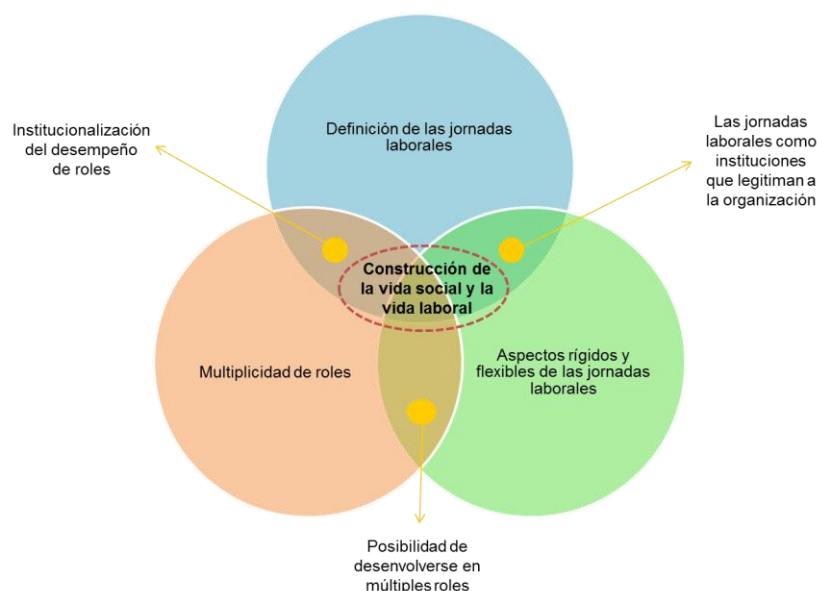 Definición de las jornadas
laborales
Institucionalización
del desempeño
de roles
Las jornadas
laborales como
instituciones
que legitiman a
la organización
Construcción de
la vida social y la
vida laboral
Multiplicidad de roles
Aspectos rígidos y
flexibles de las jornadas
laborales
Posibilidad de
desenvolverse en
múltiples roles